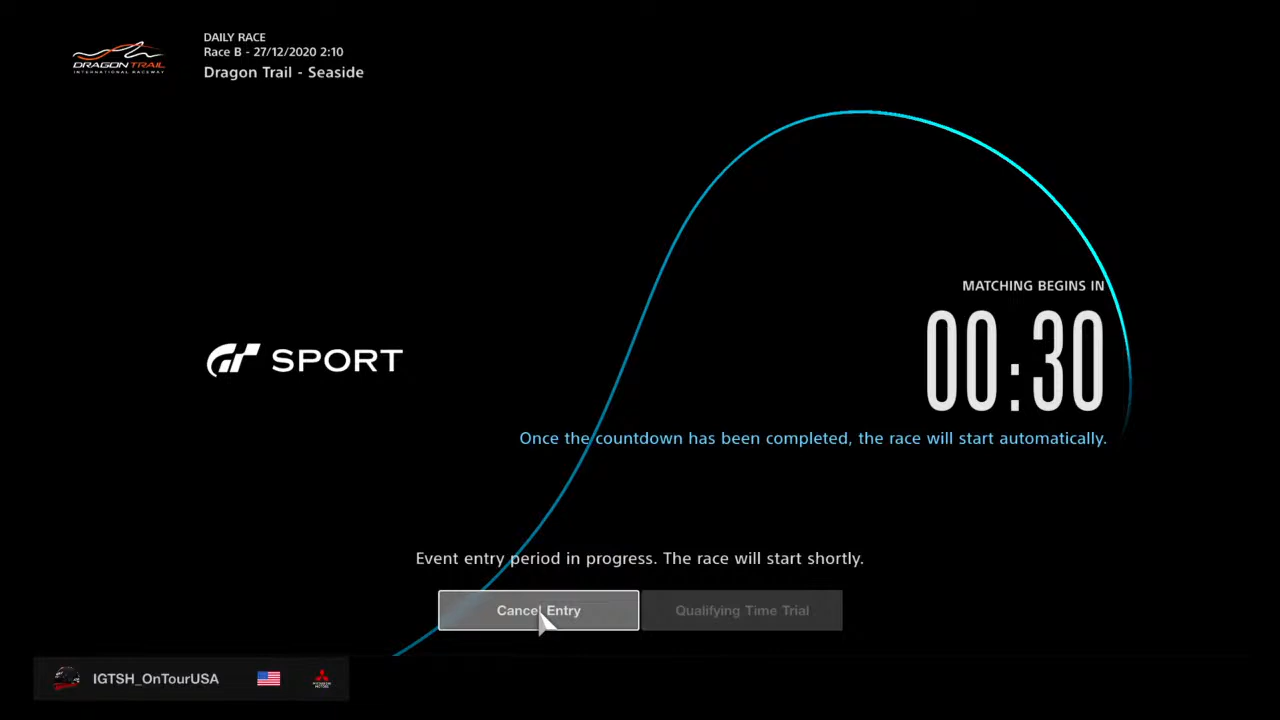 DRAGON TRAIL
INTERNATIONAL RACEWAY
DAILY RACE
Race B - 27/12/2020 2:10
Dragon Trail - Seaside
MATCHING BEGINS IN
00:30
GT SPORT
Once the countdown has been completed, the race will start automatically.
Event entry period in progress. The race will start shortly.
Cancel Entry
Qualifying Time Trial
IGTSH_OnTourUSA
MITSUBISHI
MOTORS